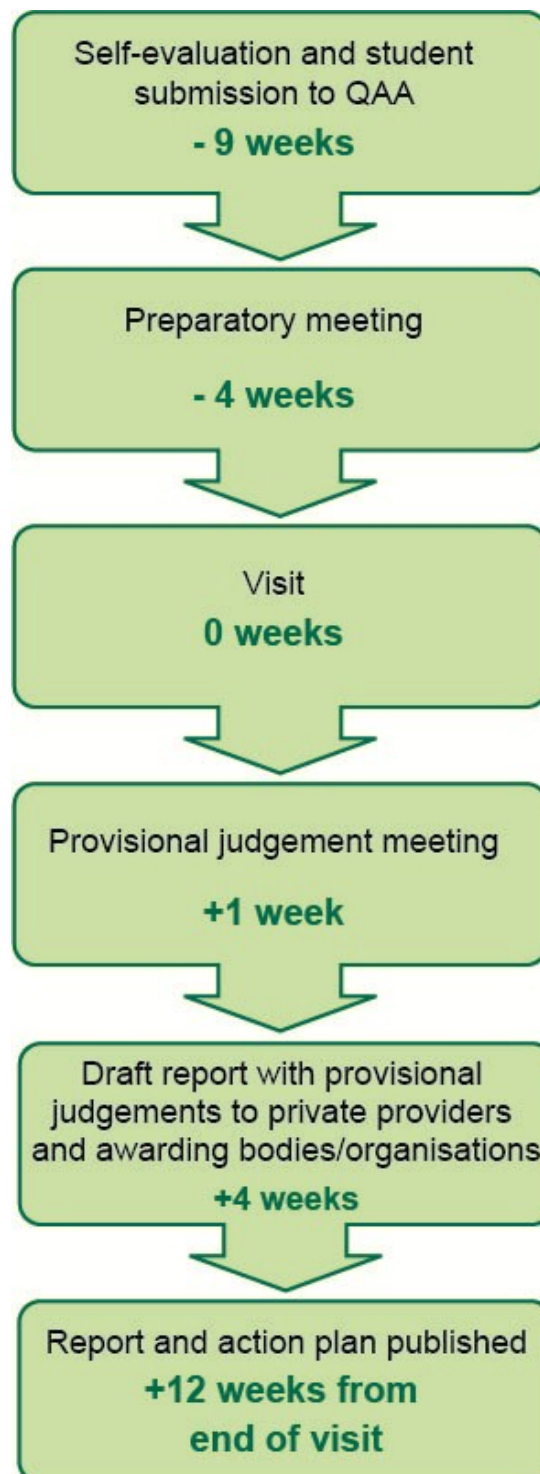 Self-evaluation and student
submission to QAA
- 9 weeks
Preparatory meeting
- 4 weeks
Visit
0 weeks
Provisional judgement meeting
+1 week
Draft report with provisional
judgements to private providers
and awarding bodies/organisations
+4 weeks
Report and action plan published
+12 weeks from
end of visit